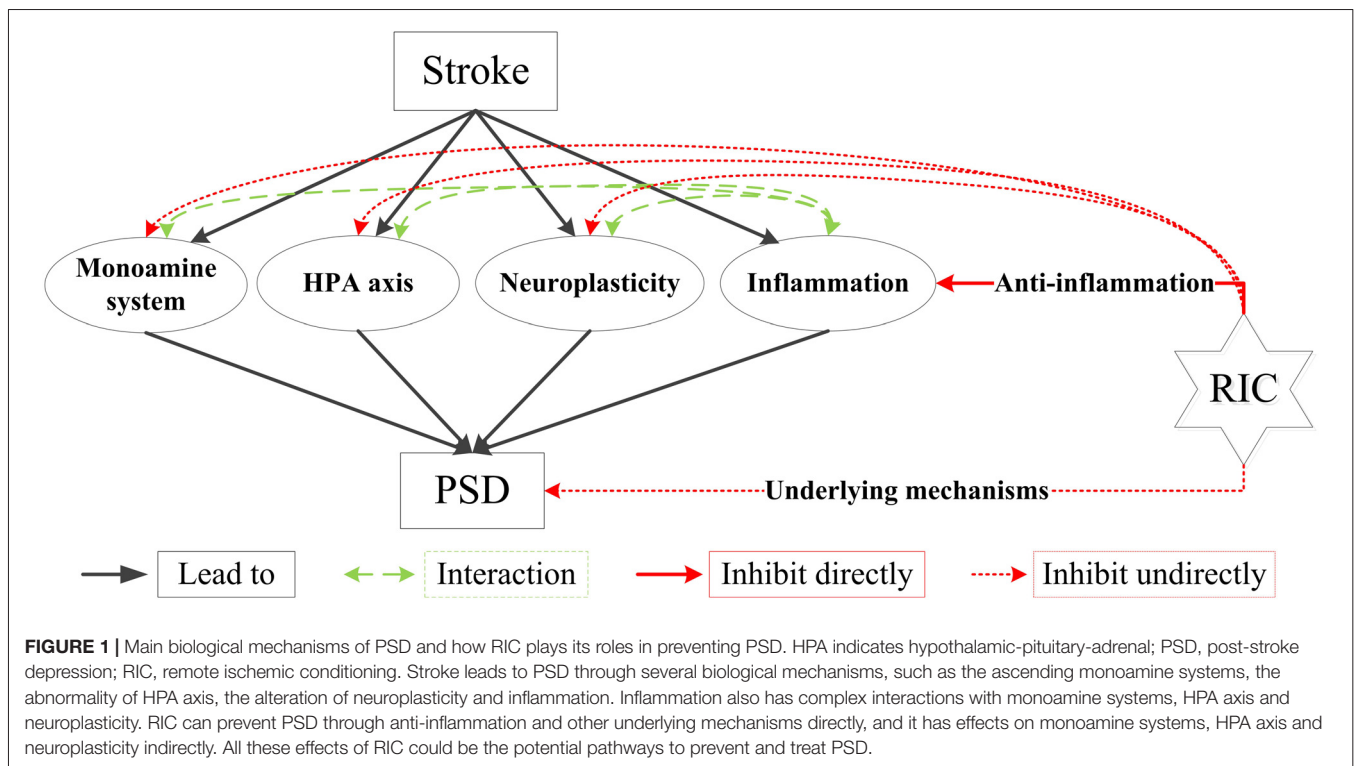 Stroke
Monoamine
system
HPA axis
Neuroplasticity
Inflammation
Anti-inflammation
RIC
PSD
Underlying mechanisms
Lead to
Interaction
Inhibit directly
Inhibit undirectly
FIGURE 1 | Main biological mechanisms of PSD and how RIC plays its roles in preventing PSD. HPA indicates hypothalamic-pituitary-adrenal; PSD, post-stroke
depression; RIC, remote ischemic conditioning. Stroke leads to PSD through several biological mechanisms, such as the ascending monoamine systems, the
abnormality of HPA axis, the alteration of neuroplasticity and inflammation. Inflammation also has complex interactions with monoamine systems, HPA axis and
neuroplasticity. RIC can prevent PSD through anti-inflammation and other underlying mechanisms directly, and it has effects on monoamine systems, HPA axis and
neuroplasticity indirectly. All these effects of RIC could be the potential pathways to prevent and treat PSD.